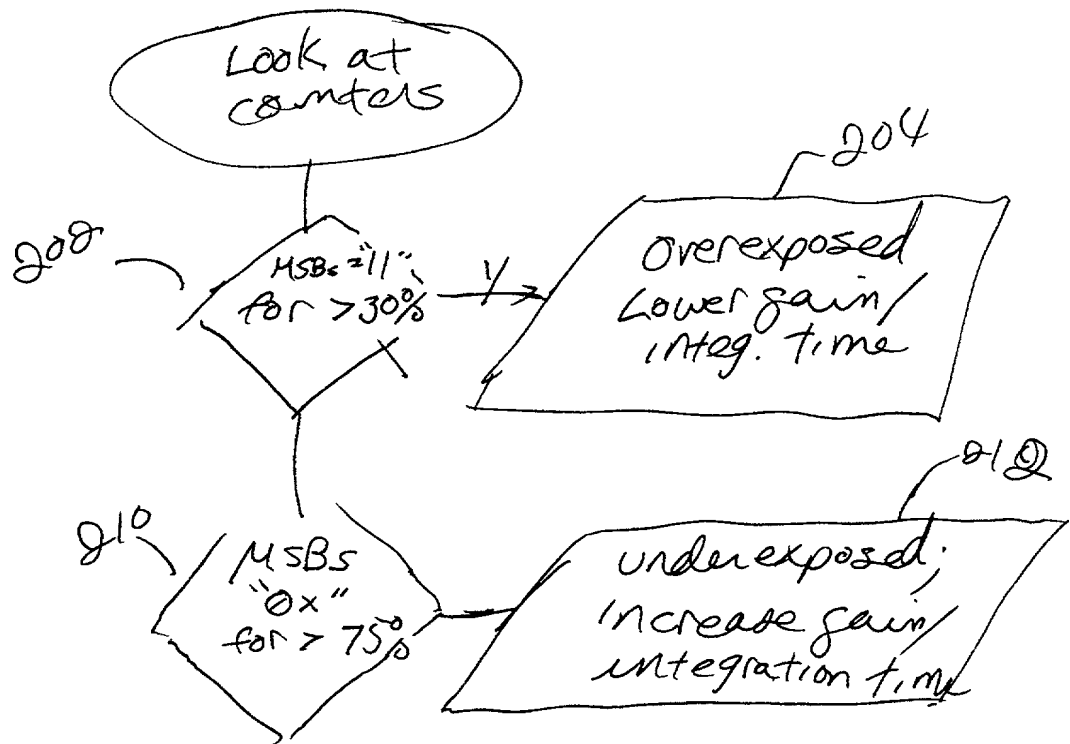 Look at
counters
202
MSBs = "11"
for > 30%
Y
204
overexposed
Lower gain/
integ. time
210
MSBs
"0x"
for > 75%
212
underexposed;
increase gain/
integration time